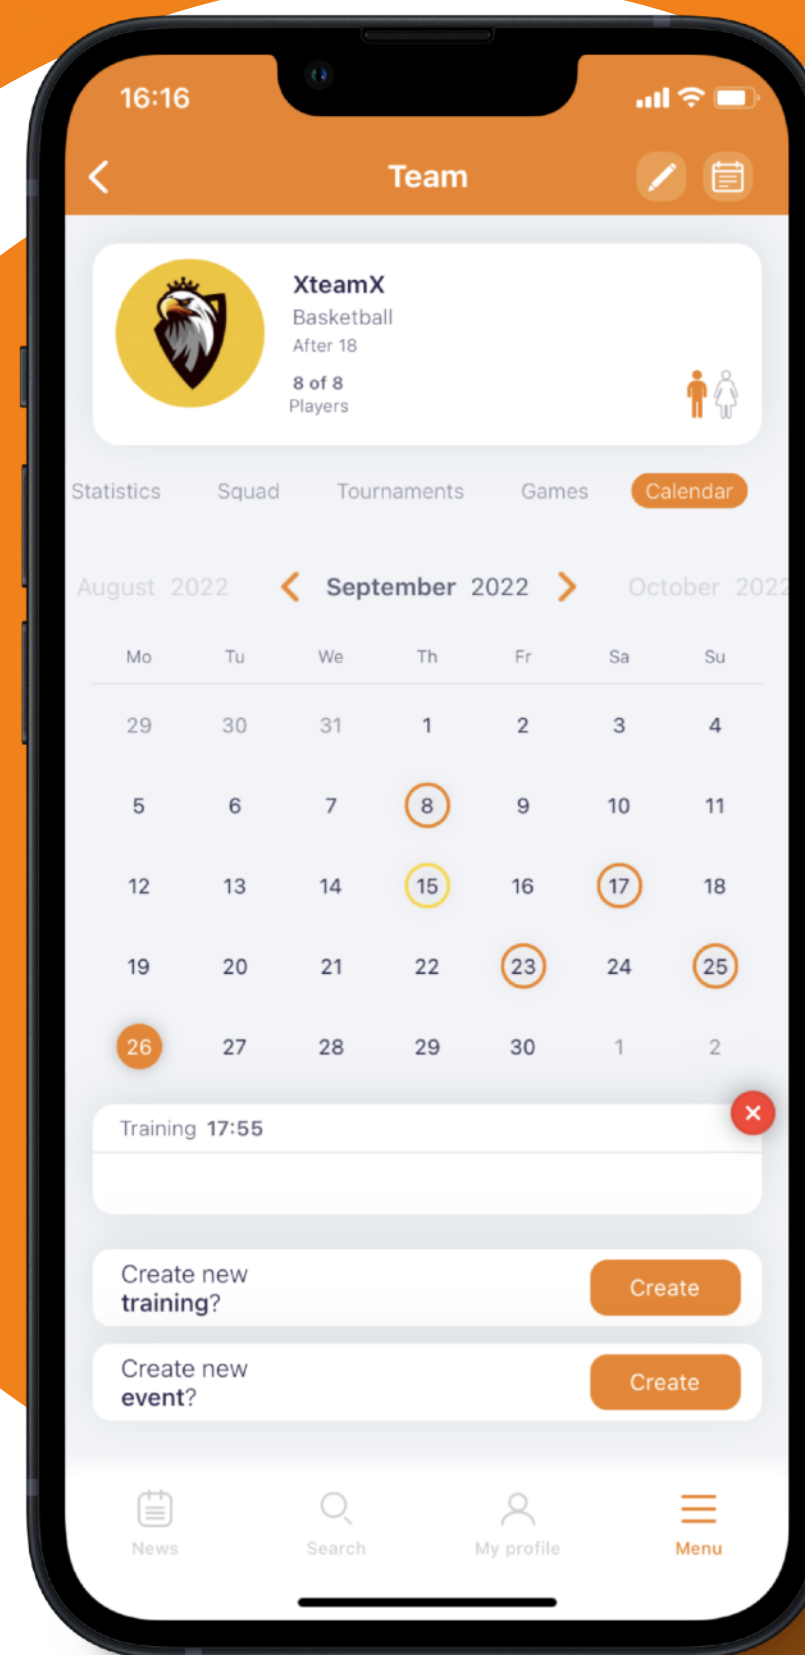 16:16
Team
XteamX
Basketball
After 18
8 of 8
Players
Statistics Squad Tournaments Games Calendar
August 2022 September 2022 October 2022
Mo Tu We Th Fr Sa Su
29 30 31 1 2 3 4
5 6 7 8 9 10 11
12 13 14 15 16 17 18
19 20 21 22 23 24 25
26 27 28 29 30 1 2
Training 17:55
Create new
training?
Create
Create new
event?
Create
News Search My profile Menu